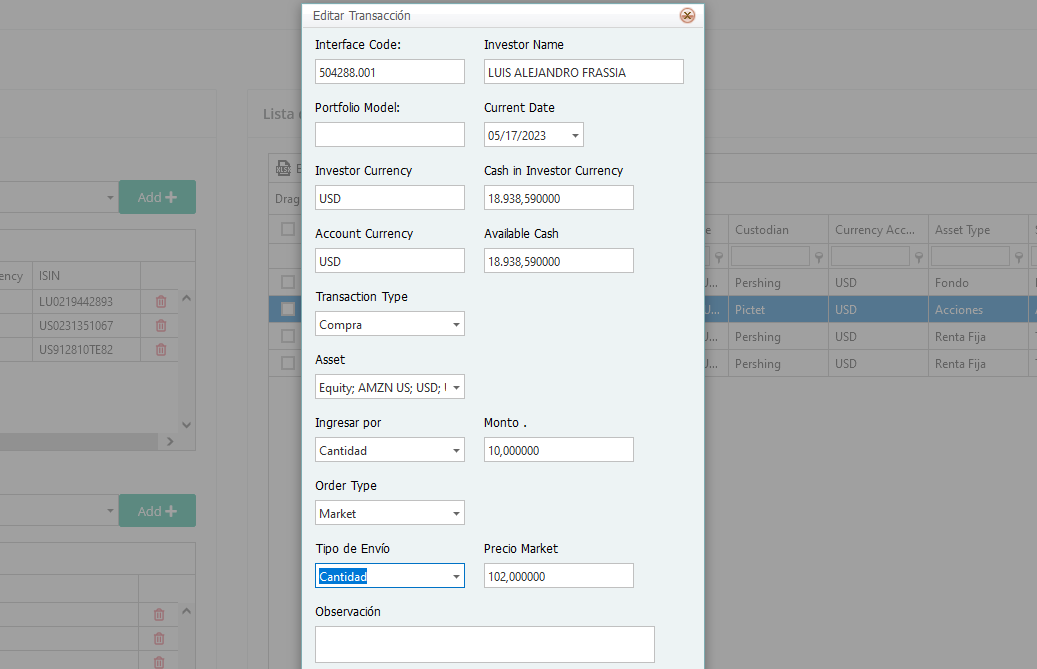 Editar Transacción
Interface Code:
Investor Name
504288.001
LUIS ALEJANDRO FRASSIA
Portfolio Model:
Current Date
05/17/2023
Investor Currency
Cash in Investor Currency
USD
18.938,590000
Account Currency
Available Cash
USD
18.938,590000
Transaction Type
Compra
Asset
Equity; AMZN US; USD;
Ingresar por
Monto .
Cantidad
10,000000
Order Type
Market
Tipo de Envío
Precio Market
Cantidad
102,000000
Observación
Add +
ency
ISIN
LU0219442893
US0231351067
US912810TE82
Add +
Lista
Drag
Custodian
Currency Acc...
Asset Type
Pershing
USD
Fondo
Pictet
USD
Acciones
Pershing
USD
Renta Fija
Pershing
USD
Renta Fija